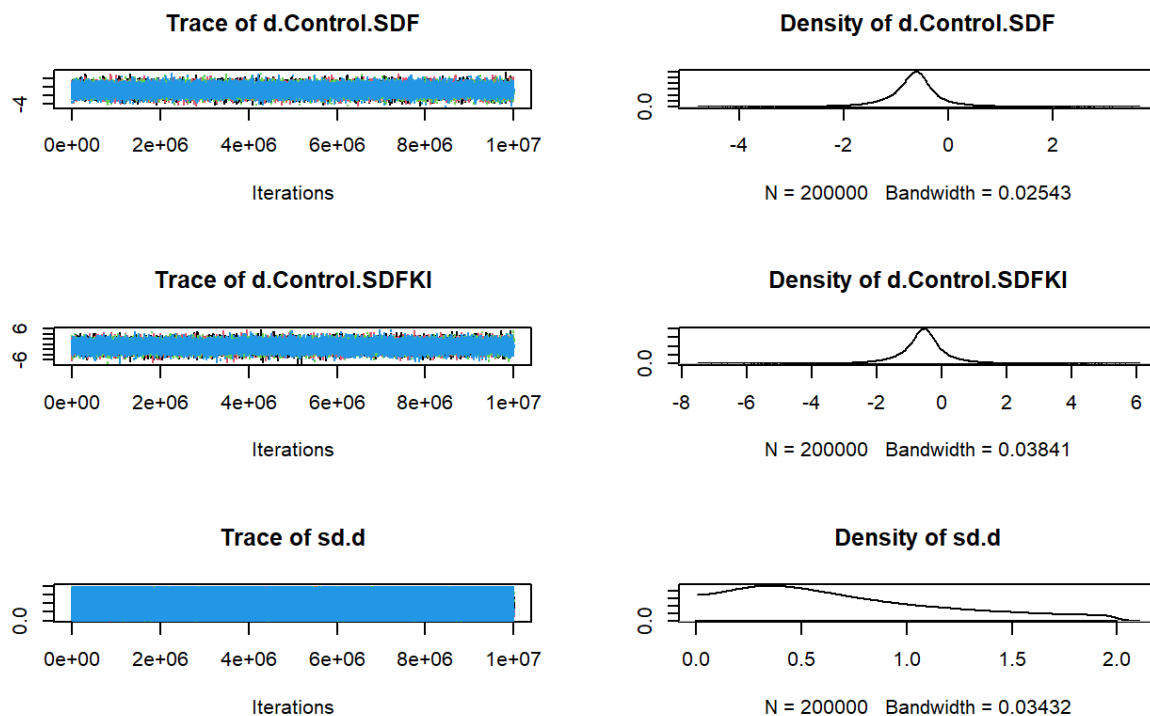 Trace of d.Control.SDF
-4
0e+00 2e+06 4e+06 6e+06 8e+06 1e+07
Iterations
Density of d.Control.SDF
0.0
-4 -2 0 2
N = 200000 Bandwidth = 0.02543
Trace of d.Control.SDFKI
6
-6
0e+00 2e+06 4e+06 6e+06 8e+06 1e+07
Iterations
Density of d.Control.SDFKI
0.0
-8 -6 -4 -2 0 2 4 6
N = 200000 Bandwidth = 0.03841
Trace of sd.d
0.0
0e+00 2e+06 4e+06 6e+06 8e+06 1e+07
Iterations
Density of sd.d
0.0
0.0 0.5 1.0 1.5 2.0
N = 200000 Bandwidth = 0.03432